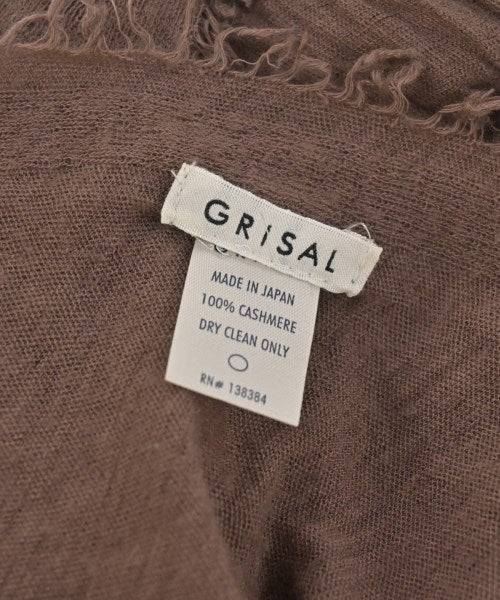 GRiSAL
MADE IN JAPAN
100% CASHMERE
DRY CLEAN ONLY
RN# 138384